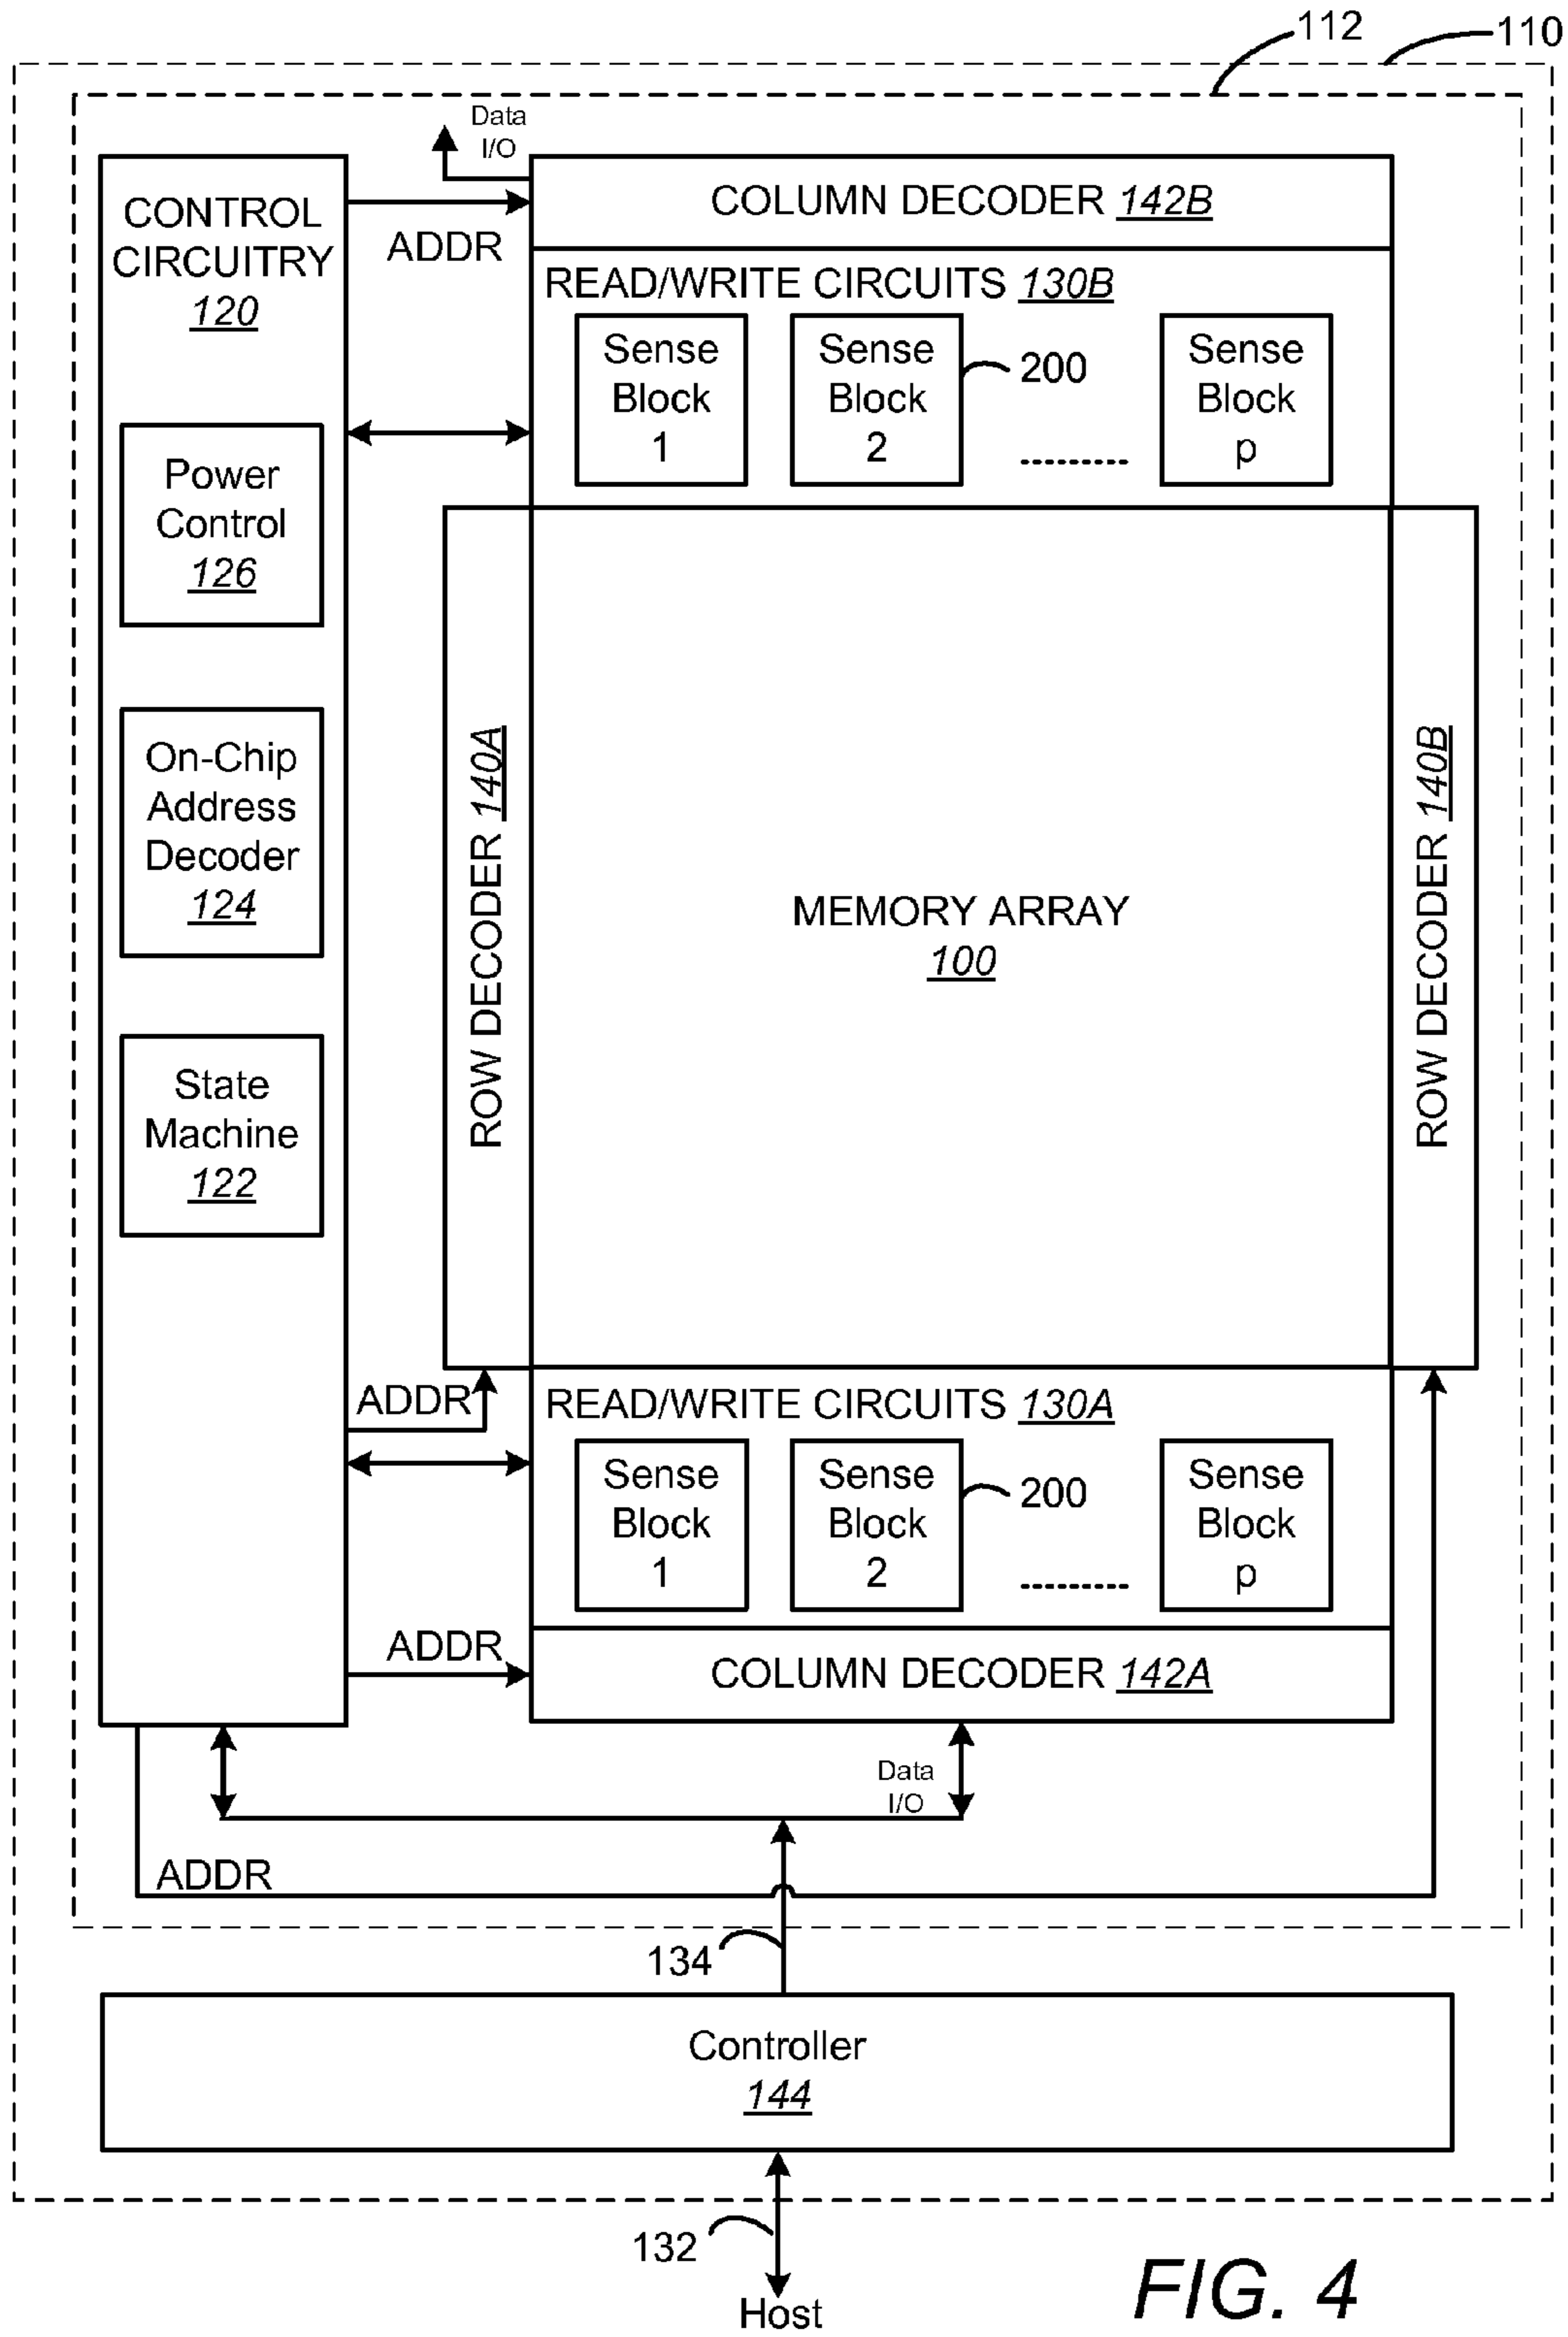 112
110
Data
I/O
CONTROL
CIRCUITRY
120
ADDR
COLUMN DECODER 142B
READ/WRITE CIRCUITS 130B
Sense
Block
1
Sense
Block
2
200
Sense
Block
p
Power
Control
126
On-Chip
Address
Decoder
124
State
Machine
122
ROW DECODER 140A
MEMORY ARRAY
100
ROW DECODER 140B
ADDR
READ/WRITE CIRCUITS 130A
Sense
Block
1
Sense
Block
2
200
Sense
Block
p
ADDR
COLUMN DECODER 142A
Data
I/O
ADDR
134
Controller
144
132
Host
FIG. 4